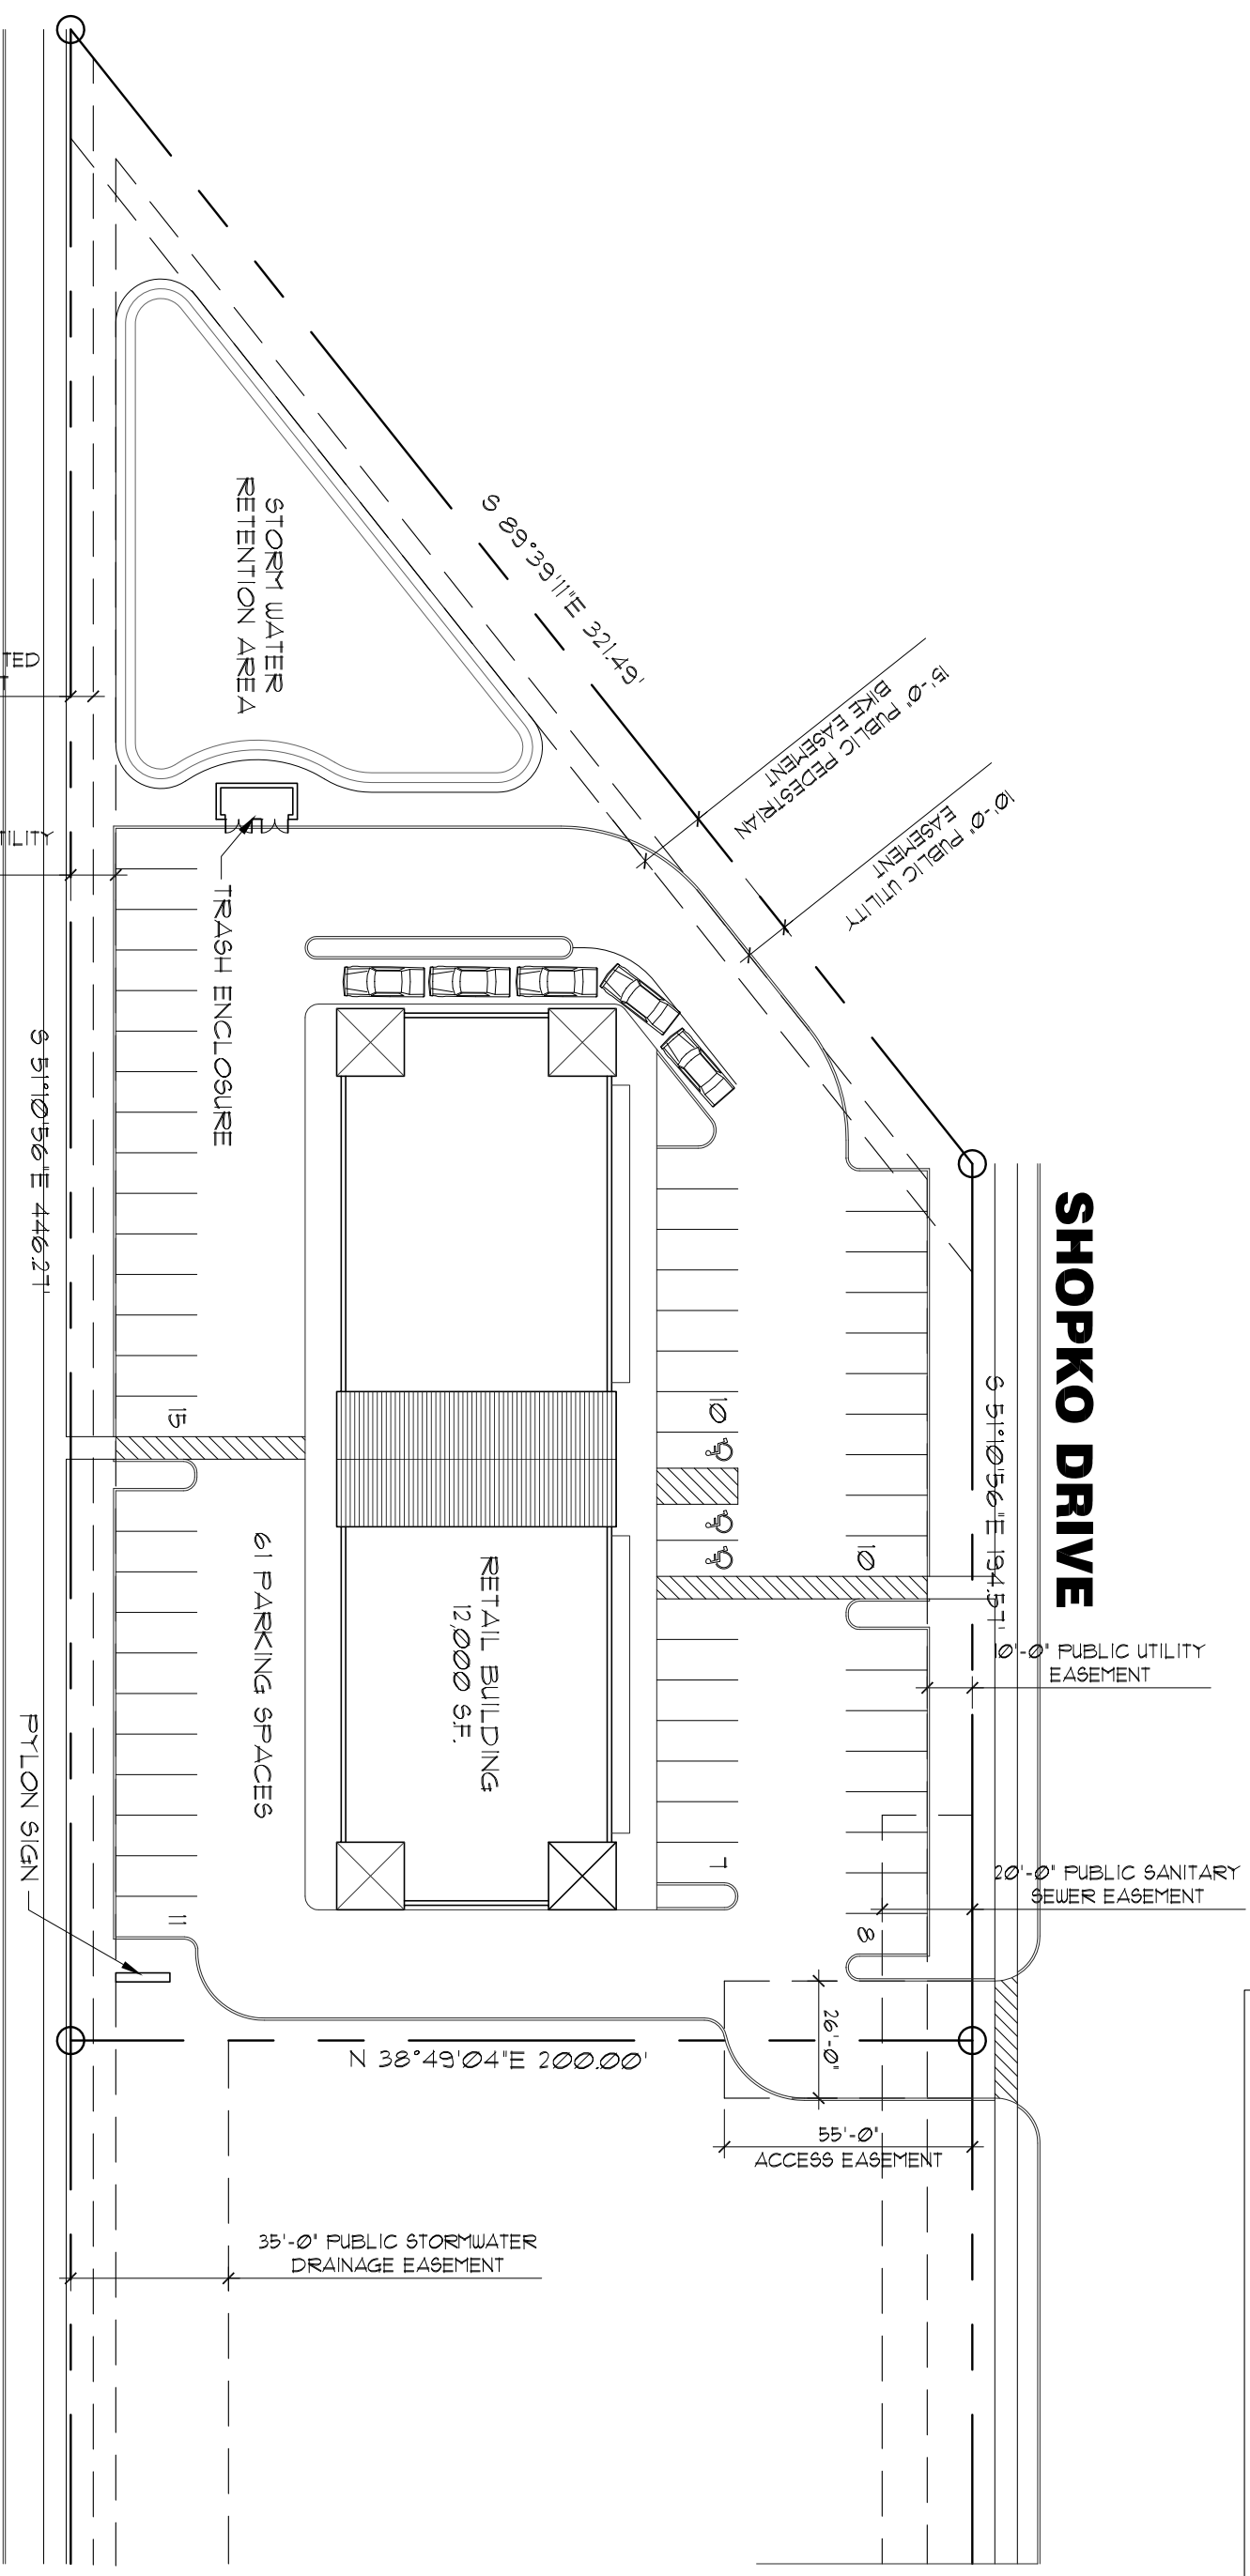 SHOPKO DRIVE
S 89°39'11"E 321.49'
15'-0" PUBLIC PEDESTRIAN
BIKE EASEMENT
10'-0" PUBLIC UTILITY
EASEMENT
STORM WATER
RETENTION AREA
TED
T
TILITY
TRASH ENCLOSURE
S 51°10'56"E 446.27'
S 51°10'56"E 194.57'
15
10
10
61 PARKING SPACES
RETAIL BUILDING
12,000 S.F.
10'-0" PUBLIC UTILITY
EASEMENT
20'-0" PUBLIC SANITARY
SEWER EASEMENT
PYLON SIGN
11
7
8
26'-0"
N 38°49'04"E 200.00'
55'-0"
ACCESS EASEMENT
35'-0" PUBLIC STORMWATER
DRAINAGE EASEMENT